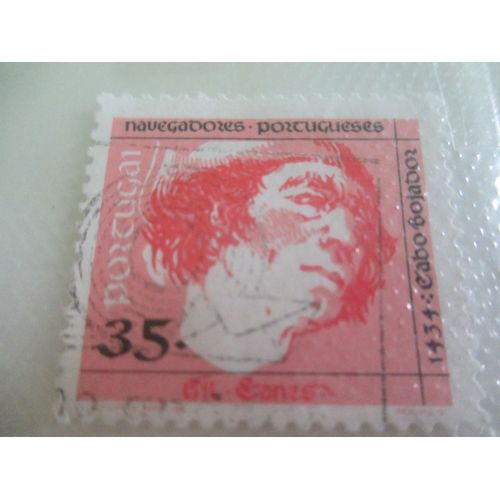 navegadores · portugueses
PORTUGAL
1434 : Cabo Bojador
35.
Gil Eanes